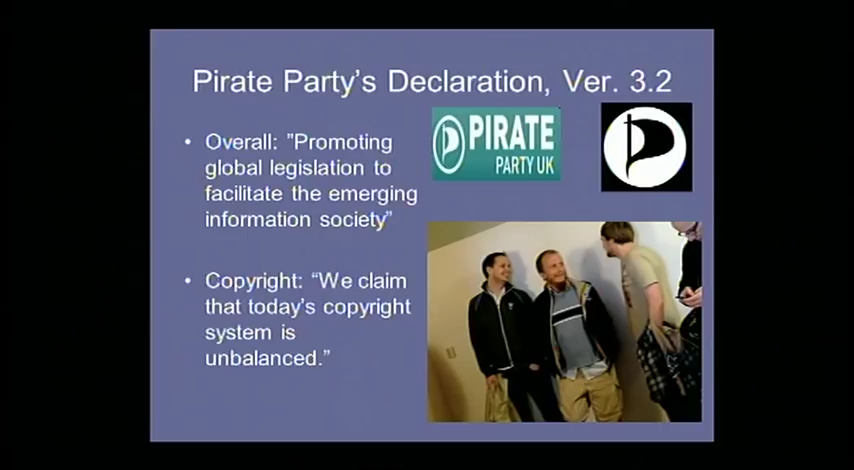 Pirate Party's Declaration, Ver. 3.2
• Overall: ”Promoting
global legislation to
facilitate the emerging
information society”
• Copyright: “We claim
that today's copyright
system is
unbalanced.”
PIRATE
PARTY UK